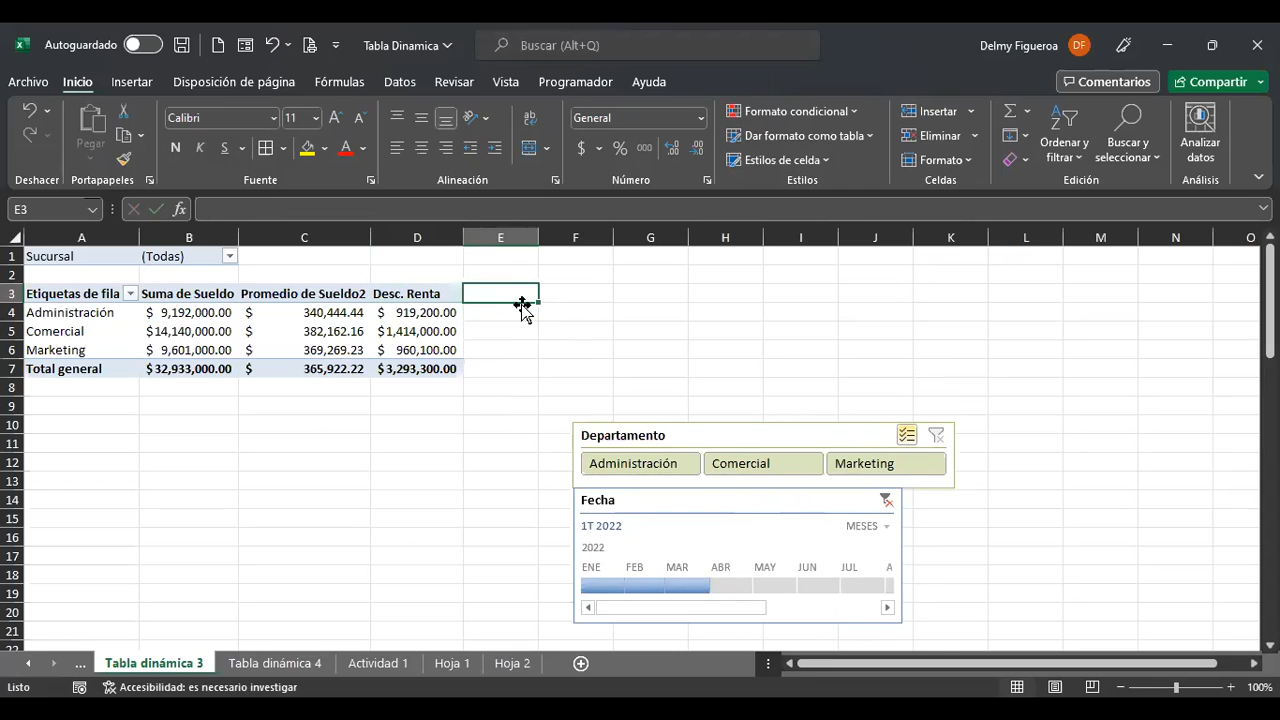 Autoguardado Tabla Dinamica Buscar (Alt+Q) Delmy Figueroa DF
Archivo Inicio Insertar Disposición de página Fórmulas Datos Revisar Vista Programador Ayuda Comentarios Compartir
Pegar Calibri 11 General Formato condicional Insertar
N K S A $ % 000 Dar formato como tabla Eliminar Ordenar y filtrar Buscar y seleccionar Analizar datos
Estilos de celda Formato
Deshacer Portapapeles Fuente Alineación Número Estilos Celdas Edición Análisis
E3 fx
A B C D E F G H I J K L M N O
1 Sucursal (Todas)
2
3 Etiquetas de fila Suma de Sueldo Promedio de Sueldo2 Desc. Renta
4 Administración $ 9,192,000.00 $ 340,444.44 $ 919,200.00
5 Comercial $14,140,000.00 $ 382,162.16 $1,414,000.00
6 Marketing $ 9,601,000.00 $ 369,269.23 $ 960,100.00
7 Total general $32,933,000.00 $ 365,922.22 $3,293,300.00
8
9
10
11
12
13
14
15
16
17
18
19
20
21
22
Departamento
Administración Comercial Marketing
Fecha
1T 2022 MESES
2022
ENE FEB MAR ABR MAY JUN JUL A
... Tabla dinámica 3 Tabla dinámica 4 Actividad 1 Hoja 1 Hoja 2
Listo Accesibilidad: es necesario investigar 100%